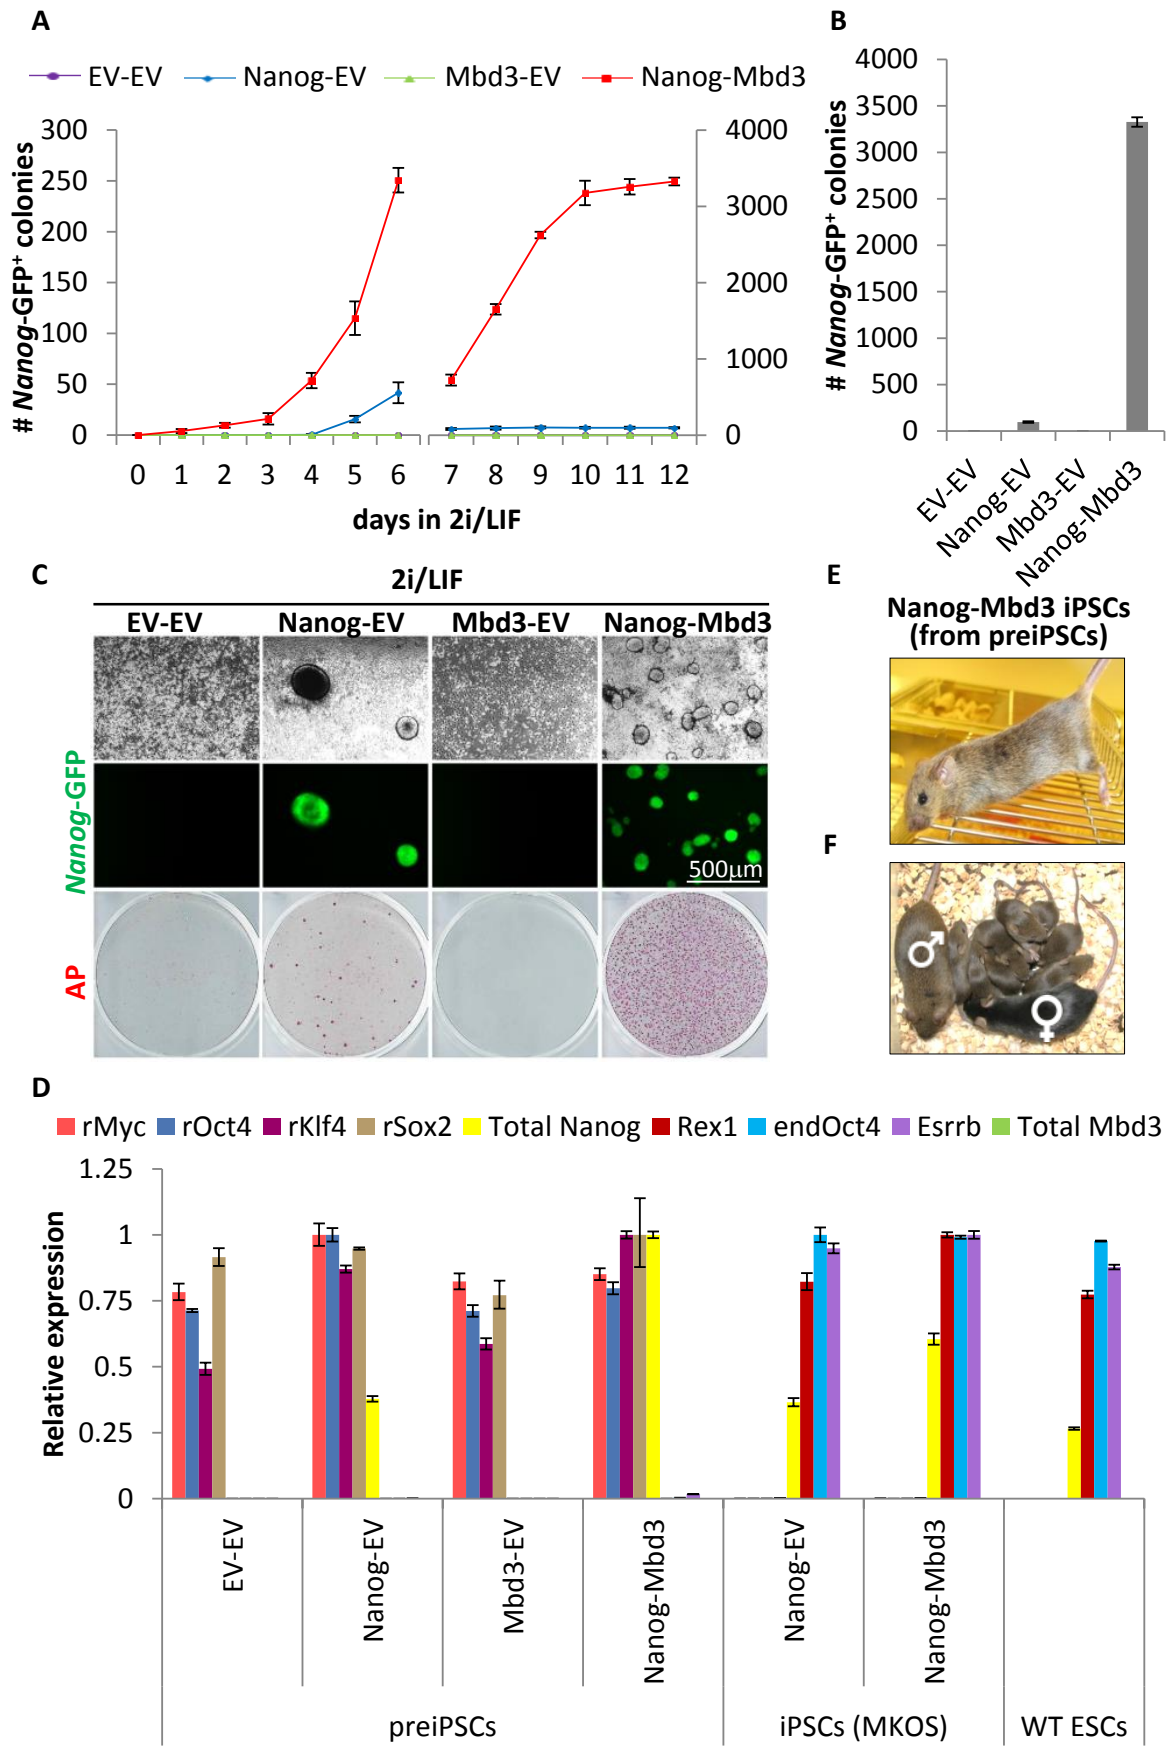 A
EV-EV Nanog-EV Mbd3-EV Nanog-Mbd3
# Nanog-GFP+ colonies
300
250
200
150
100
50
0
4000
3000
2000
1000
0
0 1 2 3 4 5 6 7 8 9 10 11 12
days in 2i/LIF
B
# Nanog-GFP+ colonies
4000
3500
3000
2500
2000
1500
1000
500
0
EV-EV
Nanog-EV
Mbd3-EV
Nanog-Mbd3
C
2i/LIF
EV-EV Nanog-EV Mbd3-EV Nanog-Mbd3
Nanog-GFP
500µm
AP
E
Nanog-Mbd3 iPSCs
(from preiPSCs)
F
♂
♀
D
rMyc rOct4 rKlf4 rSox2 Total Nanog Rex1 endOct4 Esrrb Total Mbd3
Relative expression
1.25
1
0.75
0.5
0.25
0
EV-EV
Nanog-EV
Mbd3-EV
Nanog-Mbd3
Nanog-EV
Nanog-Mbd3
preiPSCs iPSCs (MKOS) WT ESCs